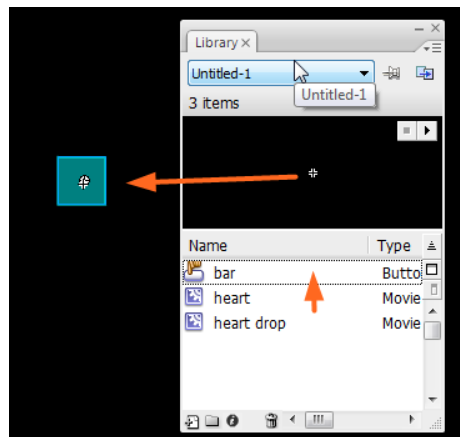 Library ×
Untitled-1
Untitled-1
3 items
Name Type
bar Butto
heart Movie
heart drop Movie